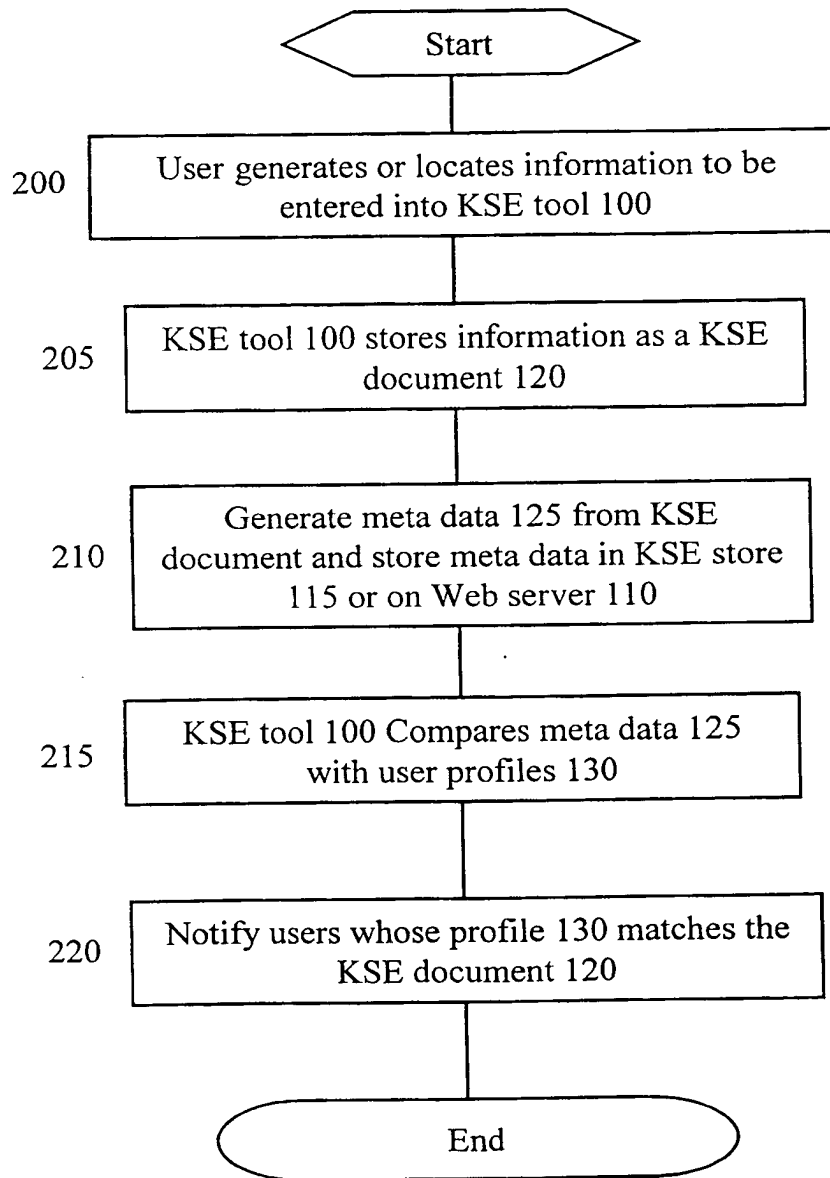 Start
200
User generates or locates information to be
entered into KSE tool 100
205
KSE tool 100 stores information as a KSE
document 120
210
Generate meta data 125 from KSE
document and store meta data in KSE store
115 or on Web server 110
215
KSE tool 100 Compares meta data 125
with user profiles 130
220
Notify users whose profile 130 matches the
KSE document 120
End